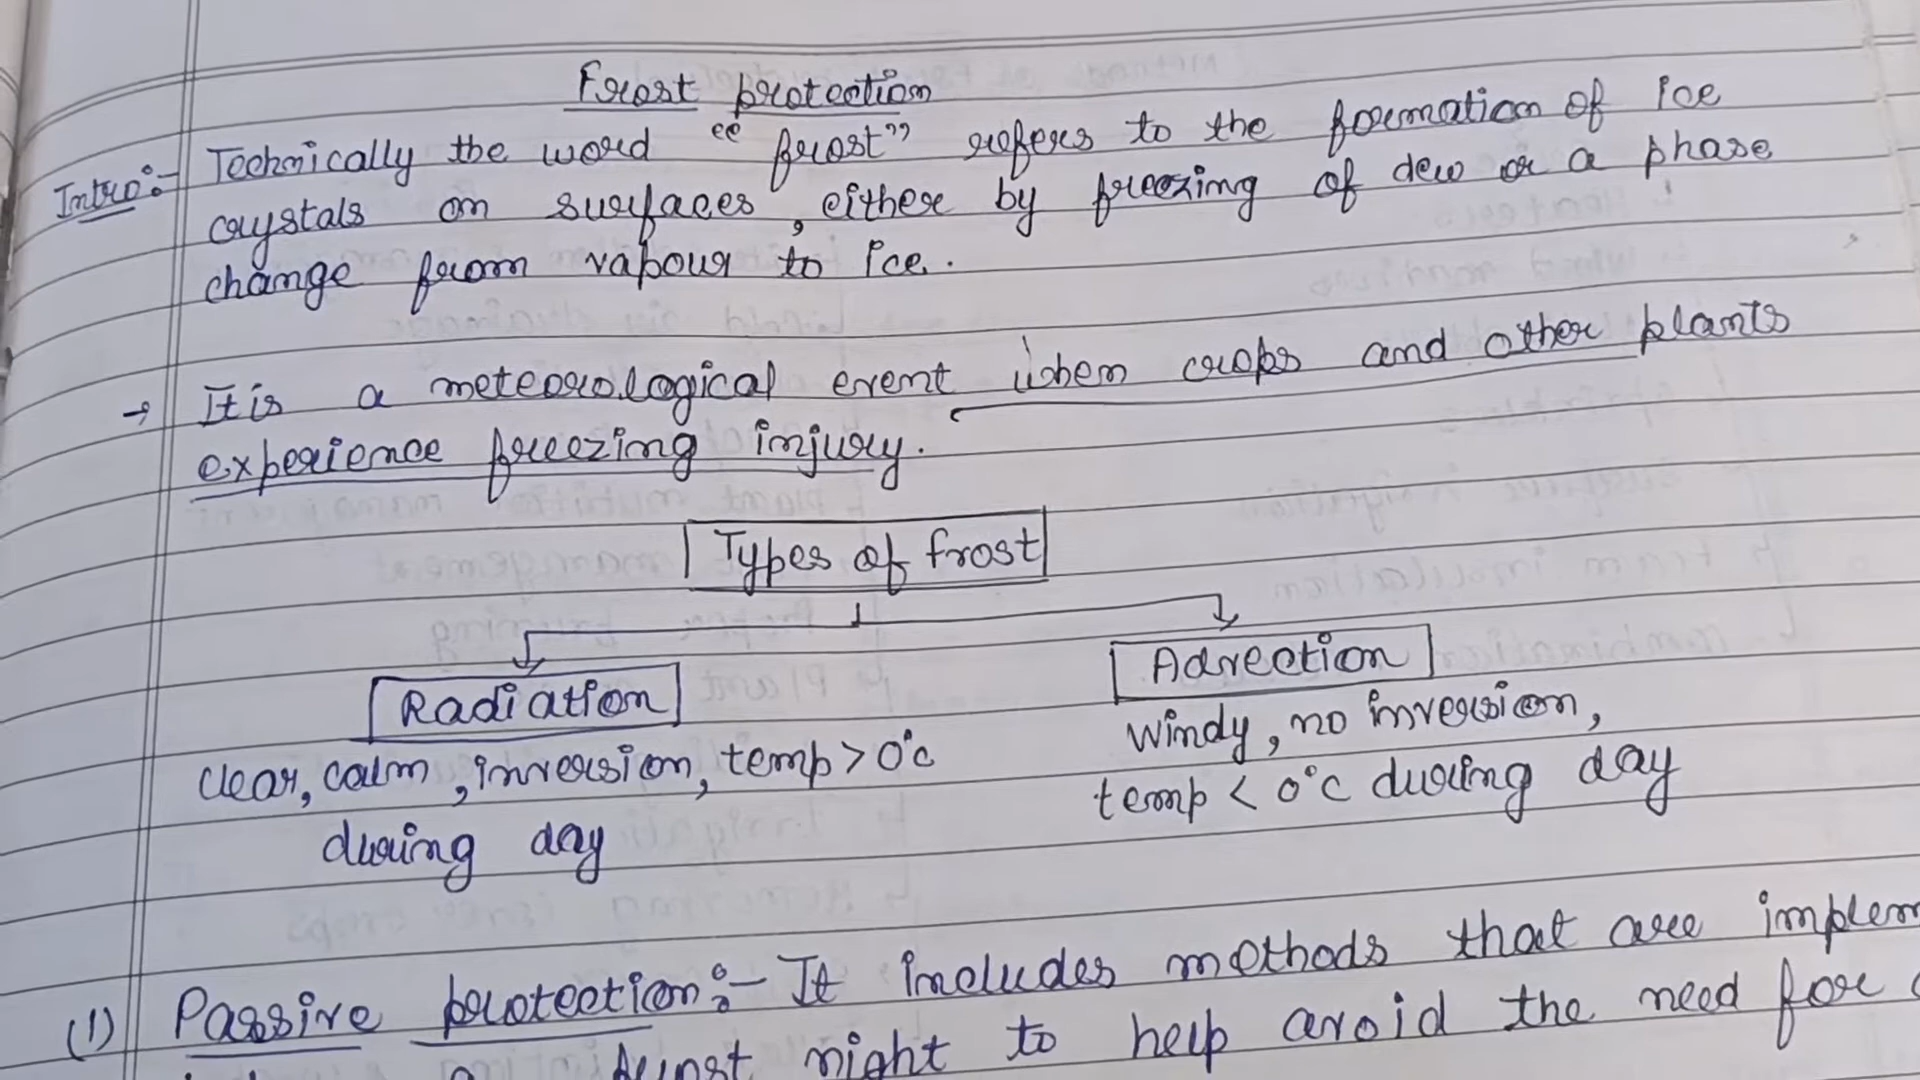 Frost protection
Intro:- Technically the word "frost" refers to the formation of ice
crystals on surfaces, either by freezing of dew or a phase
change from vapour to ice.
→ It is a meteorological event when crops and other plants
experience freezing injury.
Types of frost
Radiation
Advection
clear, calm, inversion, temp > 0°c
during day
windy, no inversion,
temp < 0°c during day
(1) Passive protection:- It includes methods that are implem
night to help avoid the need for